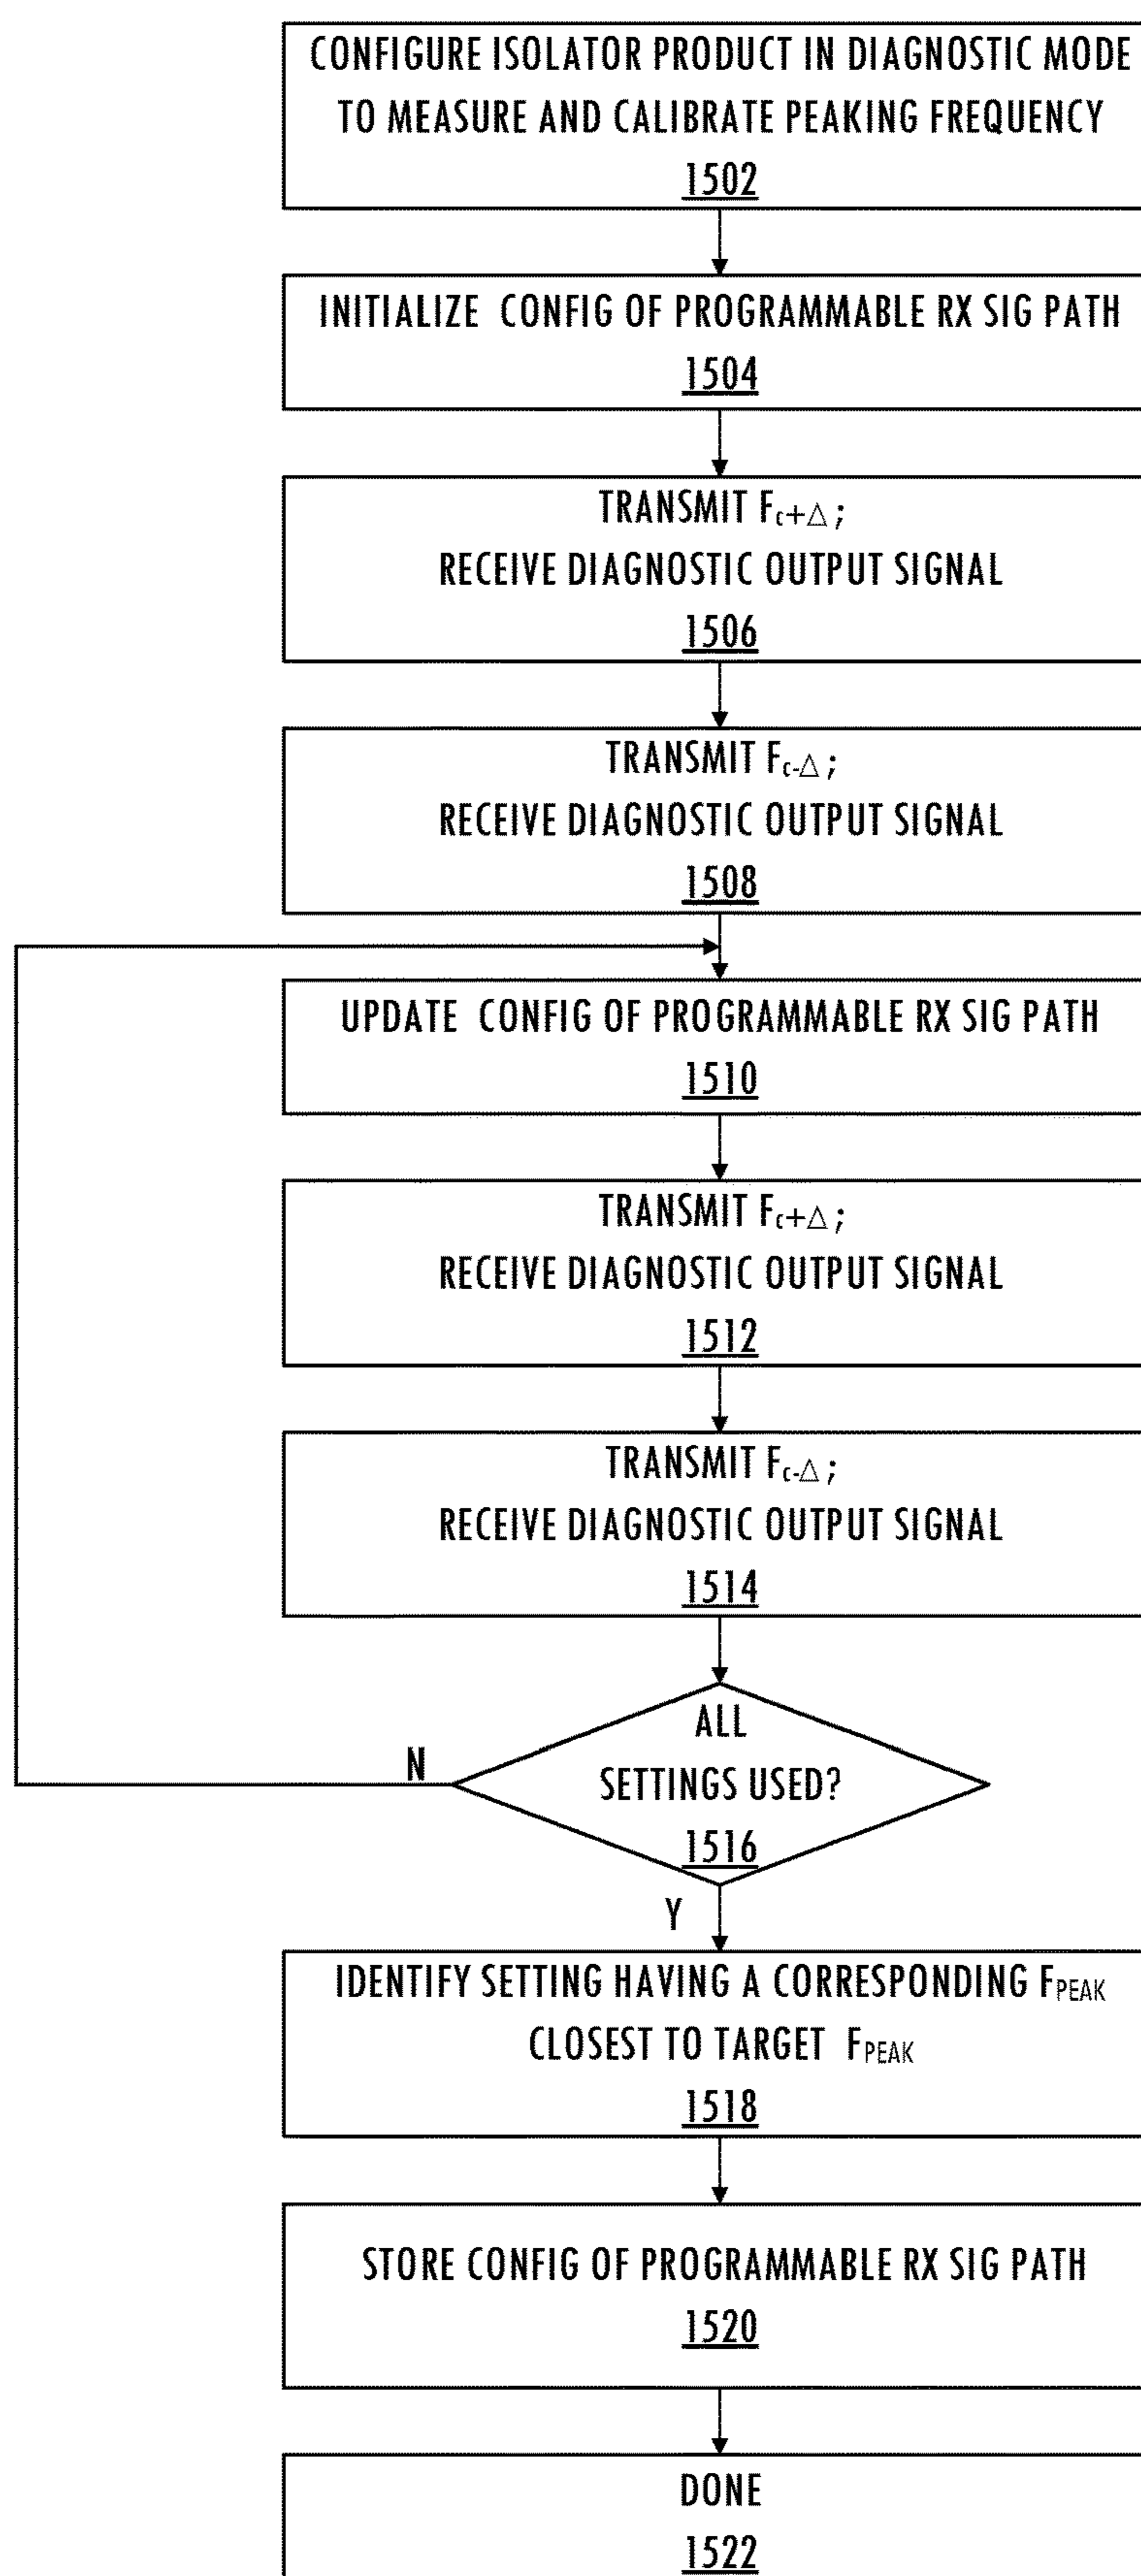 CONFIGURE ISOLATOR PRODUCT IN DIAGNOSTIC MODE
TO MEASURE AND CALIBRATE PEAKING FREQUENCY
1502
INITIALIZE CONFIG OF PROGRAMMABLE RX SIG PATH
1504
TRANSMIT Fc+△;
RECEIVE DIAGNOSTIC OUTPUT SIGNAL
1506
TRANSMIT Fc-△;
RECEIVE DIAGNOSTIC OUTPUT SIGNAL
1508
UPDATE CONFIG OF PROGRAMMABLE RX SIG PATH
1510
TRANSMIT Fc+△;
RECEIVE DIAGNOSTIC OUTPUT SIGNAL
1512
TRANSMIT Fc-△;
RECEIVE DIAGNOSTIC OUTPUT SIGNAL
1514
ALL
N
SETTINGS USED?
1516
Y
IDENTIFY SETTING HAVING A CORRESPONDING FPEAK
CLOSEST TO TARGET FPEAK
1518
STORE CONFIG OF PROGRAMMABLE RX SIG PATH
1520
DONE
1522